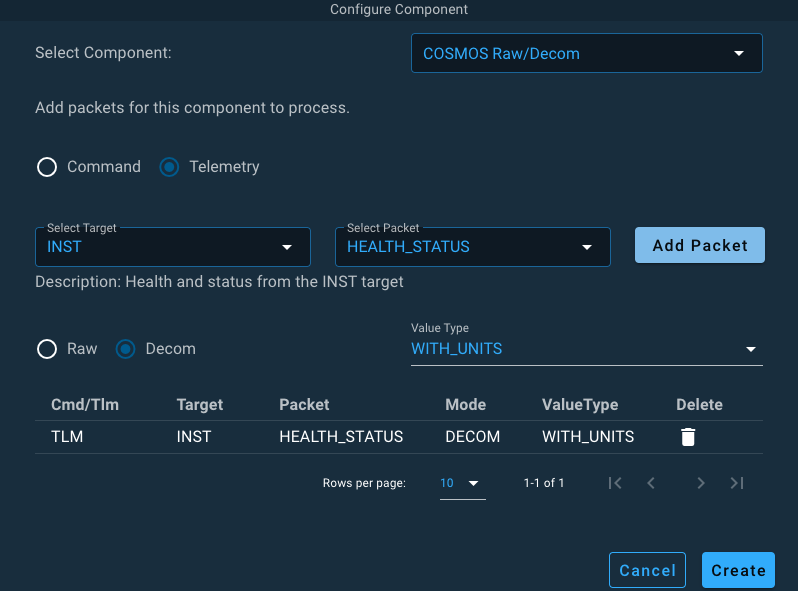 Configure Component
Select Component:
COSMOS Raw/Decom
Add packets for this component to process.
Command Telemetry
Select Target Select Packet
INST HEALTH_STATUS Add Packet
Description: Health and status from the INST target
Value Type
Raw Decom WITH_UNITS
Cmd/Tlm Target Packet Mode ValueType Delete
TLM INST HEALTH_STATUS DECOM WITH_UNITS
Rows per page: 10 1-1 of 1
Cancel Create